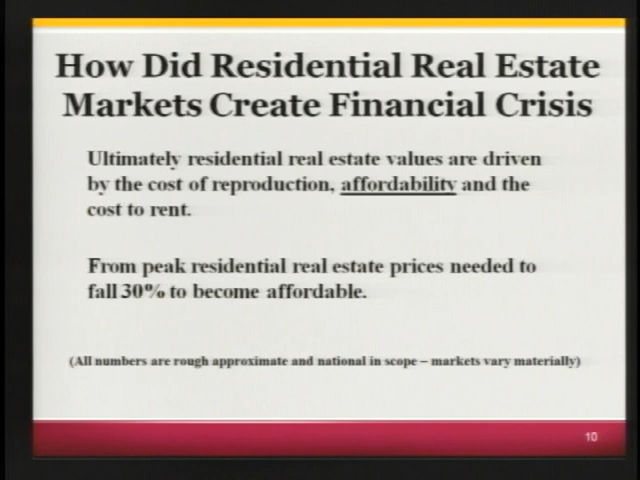 How Did Residential Real Estate
Markets Create Financial Crisis
Ultimately residential real estate values are driven
by the cost of reproduction, affordability and the
cost to rent.
From peak residential real estate prices needed to
fall 30% to become affordable.
(All numbers are rough approximate and national in scope – markets vary materially)
10